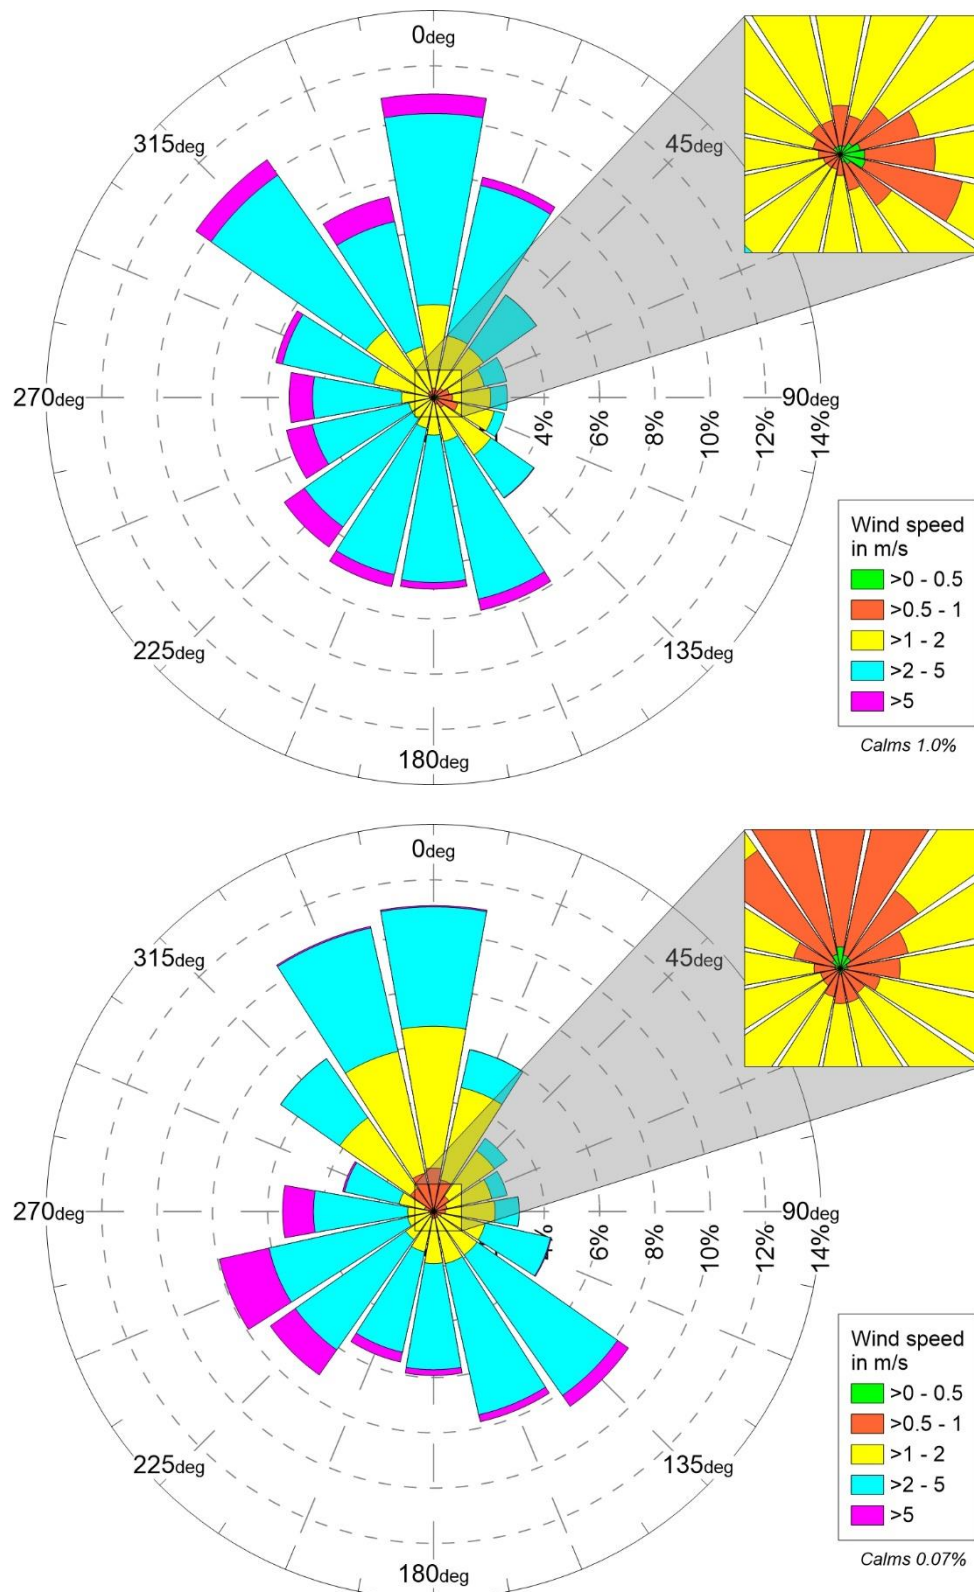 0deg
315deg
45deg
270deg
90deg
4%
6%
8%
10%
12%
14%
225deg
135deg
180deg
Wind speed
in m/s
>0 - 0.5
>0.5 - 1
>1 - 2
>2 - 5
>5
Calms 1.0%
0deg
315deg
45deg
270deg
90deg
4%
6%
8%
10%
12%
14%
225deg
135deg
180deg
Wind speed
in m/s
>0 - 0.5
>0.5 - 1
>1 - 2
>2 - 5
>5
Calms 0.07%